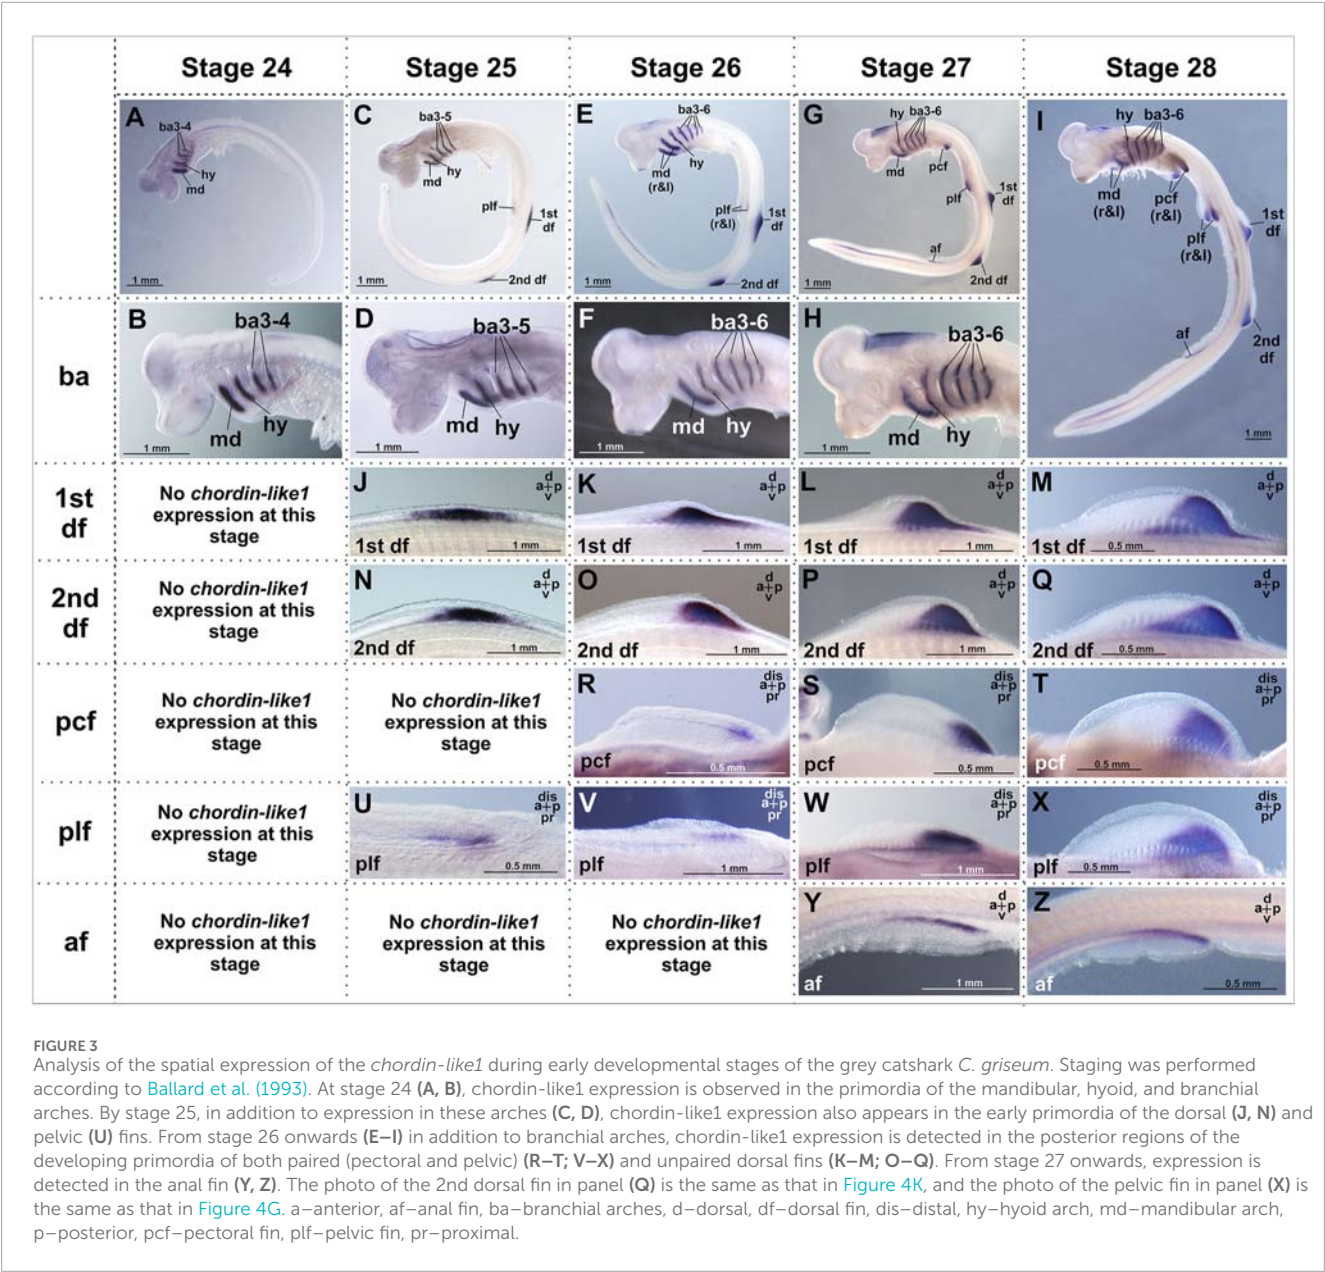 Stage 24
Stage 25
Stage 26
Stage 27
Stage 28
A
ba3-4
hy
md
1 mm
C
ba3-5
md
hy
plf
1st
df
2nd df
1 mm
E
ba3-6
hy
md
(r&l)
plf
(r&l)
1st
df
2nd df
1 mm
G
hy ba3-6
md
pcf
plf
1st
df
af
2nd df
1 mm
I
hy ba3-6
md
(r&l)
pcf
(r&l)
plf
(r&l)
1st
df
2nd
df
af
1 mm
ba
B
ba3-4
md
hy
1 mm
D
ba3-5
md
hy
1 mm
F
ba3-6
md
hy
1 mm
H
ba3-6
md
hy
1 mm
1st
df
No chordin-like1
expression at this
stage
J
d
a+p
v
1st df
1 mm
K
d
a+p
v
1st df
1 mm
L
d
a+p
v
1st df
1 mm
M
d
a+p
v
1st df
0.5 mm
2nd
df
No chordin-like1
expression at this
stage
N
d
a+p
v
2nd df
1 mm
O
d
a+p
v
2nd df
1 mm
P
d
a+p
v
2nd df
1 mm
Q
d
a+p
v
2nd df
0.5 mm
pcf
No chordin-like1
expression at this
stage
No chordin-like1
expression at this
stage
R
dis
a+p
pr
pcf
0.5 mm
S
dis
a+p
pr
pcf
0.5 mm
T
dis
a+p
pr
pcf
0.5 mm
plf
No chordin-like1
expression at this
stage
U
dis
a+p
pr
plf
0.5 mm
V
dis
a+p
pr
plf
1 mm
W
dis
a+p
pr
plf
1 mm
X
dis
a+p
pr
plf
0.5 mm
af
No chordin-like1
expression at this
stage
No chordin-like1
expression at this
stage
No chordin-like1
expression at this
stage
Y
d
a+p
v
af
1 mm
Z
d
a+p
v
af
0.5 mm
FIGURE 3
Analysis of the spatial expression of the chordin-like1 during early developmental stages of the grey catshark C. griseum. Staging was performed
according to Ballard et al. (1993). At stage 24 (A, B), chordin-like1 expression is observed in the primordia of the mandibular, hyoid, and branchial
arches. By stage 25, in addition to expression in these arches (C, D), chordin-like1 expression also appears in the early primordia of the dorsal (J, N) and
pelvic (U) fins. From stage 26 onwards (E–I) in addition to branchial arches, chordin-like1 expression is detected in the posterior regions of the
developing primordia of both paired (pectoral and pelvic) (R–T; V–X) and unpaired dorsal fins (K–M; O–Q). From stage 27 onwards, expression is
detected in the anal fin (Y, Z). The photo of the 2nd dorsal fin in panel (Q) is the same as that in Figure 4K, and the photo of the pelvic fin in panel (X) is
the same as that in Figure 4G. a–anterior, af–anal fin, ba–branchial arches, d–dorsal, df–dorsal fin, dis–distal, hy–hyoid arch, md–mandibular arch,
p–posterior, pcf–pectoral fin, plf–pelvic fin, pr–proximal.